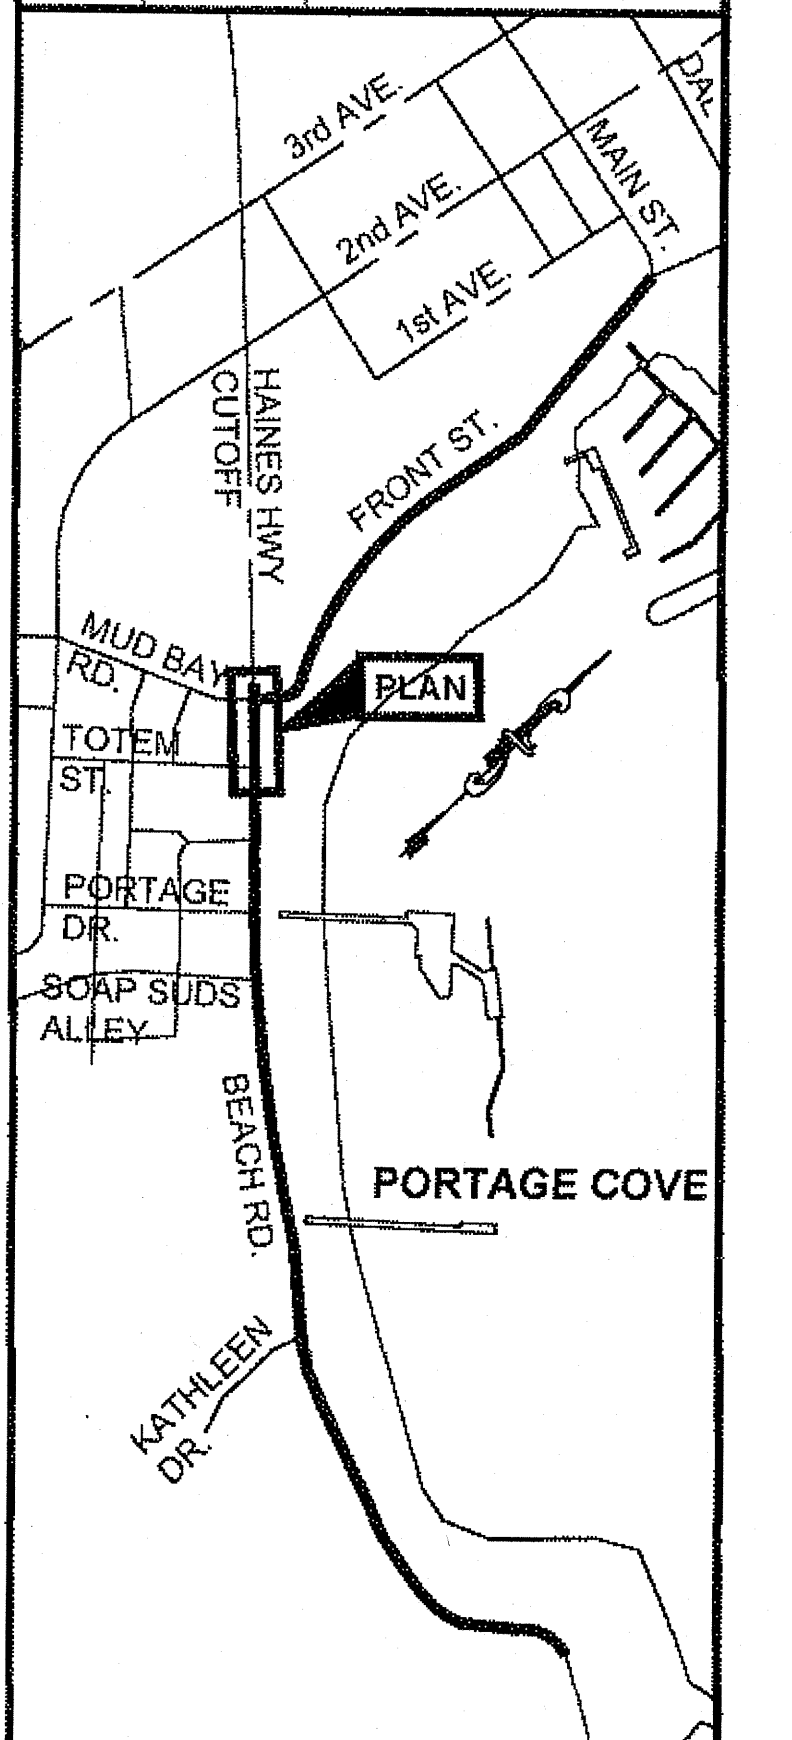 DAL
3rd AVE.
MAIN ST.
2nd AVE.
1st AVE.
HAINES HWY
CUTOFF
FRONT ST.
MUD BAY
RD.
PLAN
TOTEM
ST.
PORTAGE
DR.
SOAP SUDS
ALLEY
BEACH RD.
PORTAGE COVE
KATHLEEN
DR.